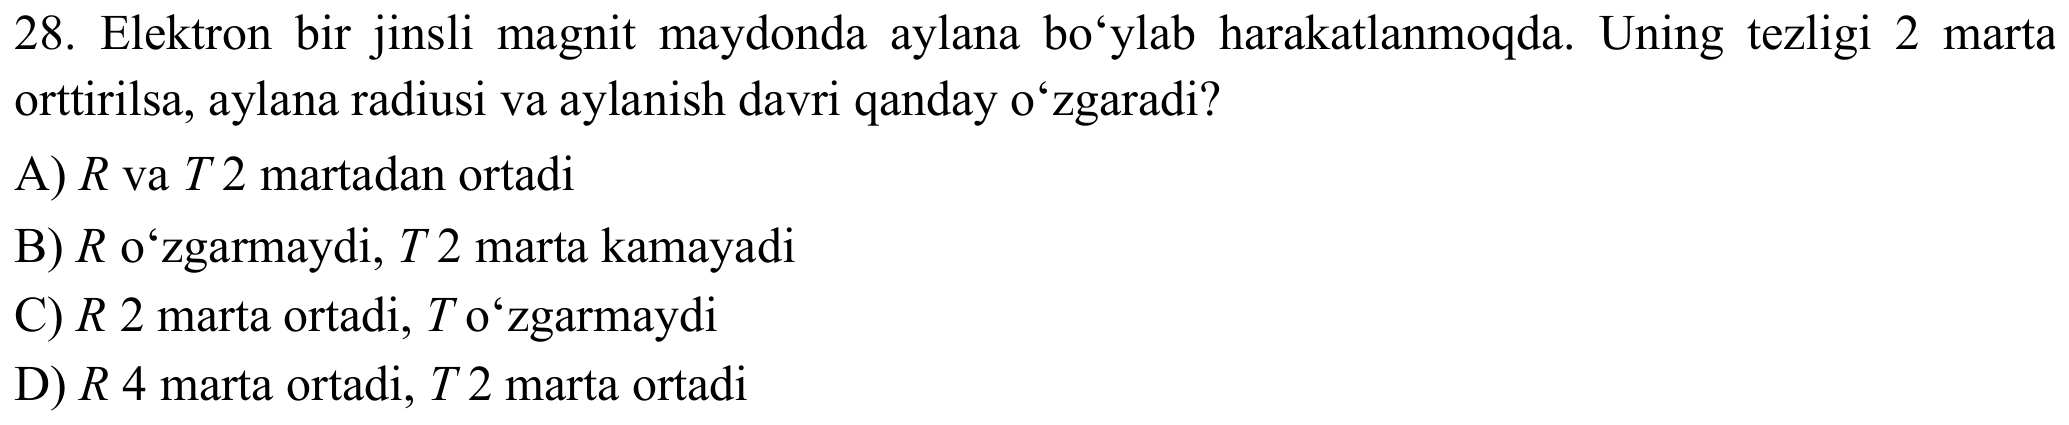 28. Elektron bir jinsli magnit maydonda aylana bo‘ylab harakatlanmoqda. Uning tezligi 2 marta
orttirilsa, aylana radiusi va aylanish davri qanday o‘zgaradi?
A) R va T 2 martadan ortadi
B) R o‘zgarmaydi, T 2 marta kamayadi
C) R 2 marta ortadi, T o‘zgarmaydi
D) R 4 marta ortadi, T 2 marta ortadi